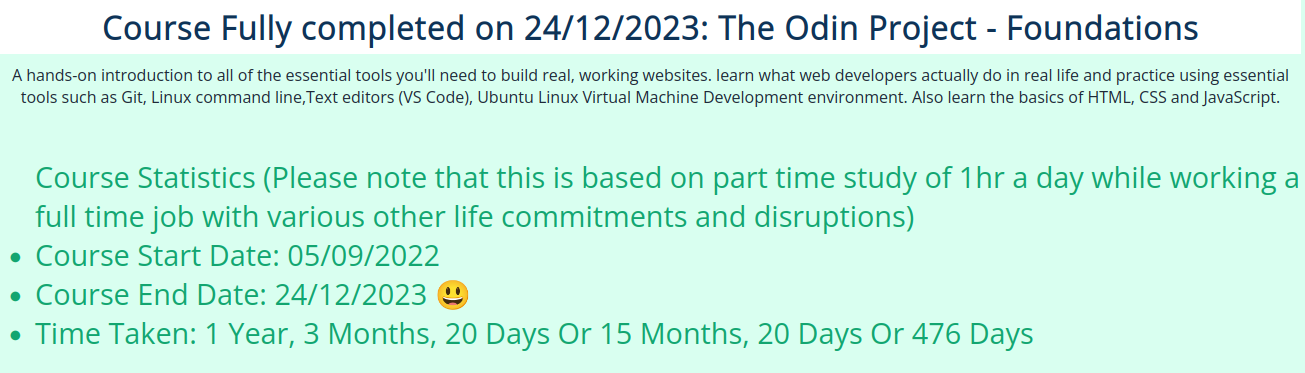 Course Fully completed on 24/12/2023: The Odin Project - Foundations
A hands-on introduction to all of the essential tools you'll need to build real, working websites. learn what web developers actually do in real life and practice using essential
tools such as Git, Linux command line,Text editors (VS Code), Ubuntu Linux Virtual Machine Development environment. Also learn the basics of HTML, CSS and JavaScript.
Course Statistics (Please note that this is based on part time study of 1hr a day while working a
full time job with various other life commitments and disruptions)
• Course Start Date: 05/09/2022
• Course End Date: 24/12/2023 😃
• Time Taken: 1 Year, 3 Months, 20 Days Or 15 Months, 20 Days Or 476 Days